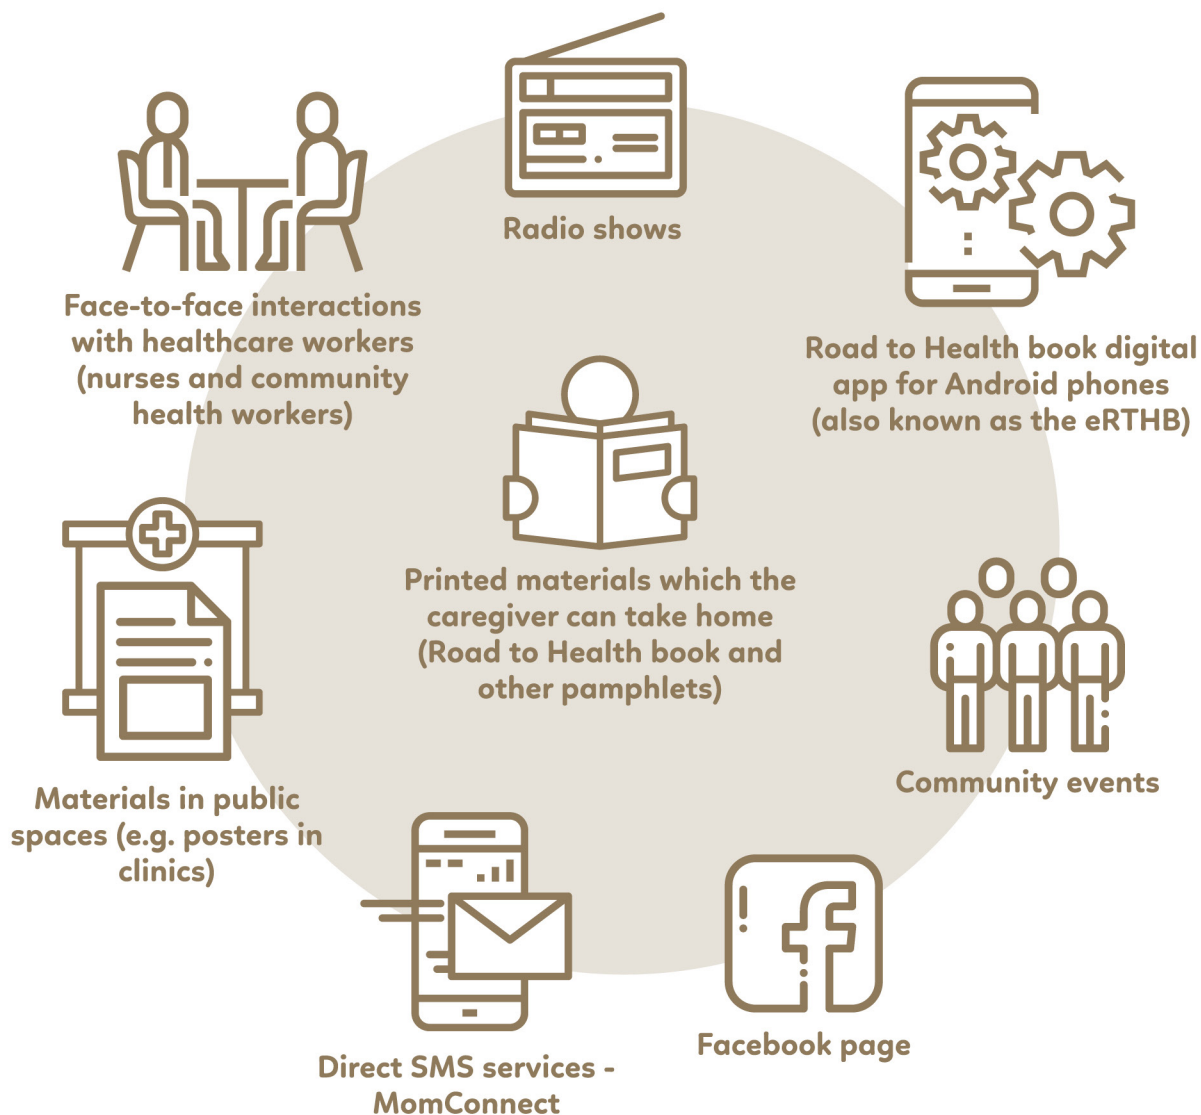 Radio shows
Face-to-face interactions
with healthcare workers
(nurses and community
health workers)
Road to Health book digital
app for Android phones
(also known as the eRTHB)
Printed materials which the
caregiver can take home
(Road to Health book and
other pamphlets)
Materials in public
spaces (e.g. posters in
clinics)
Community events
Direct SMS services -
MomConnect
Facebook page